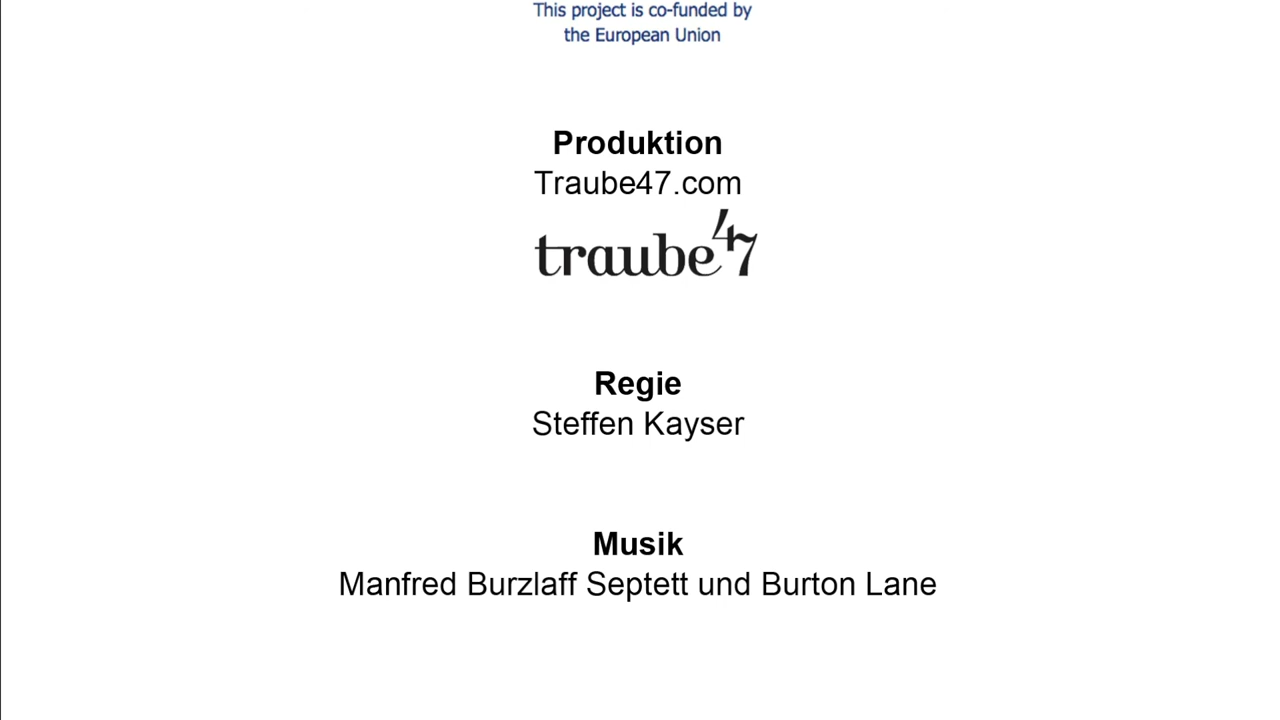 This project is co-funded by
the European Union
Produktion
Traube47.com
traube47
Regie
Steffen Kayser
Musik
Manfred Burzlaff Septett und Burton Lane